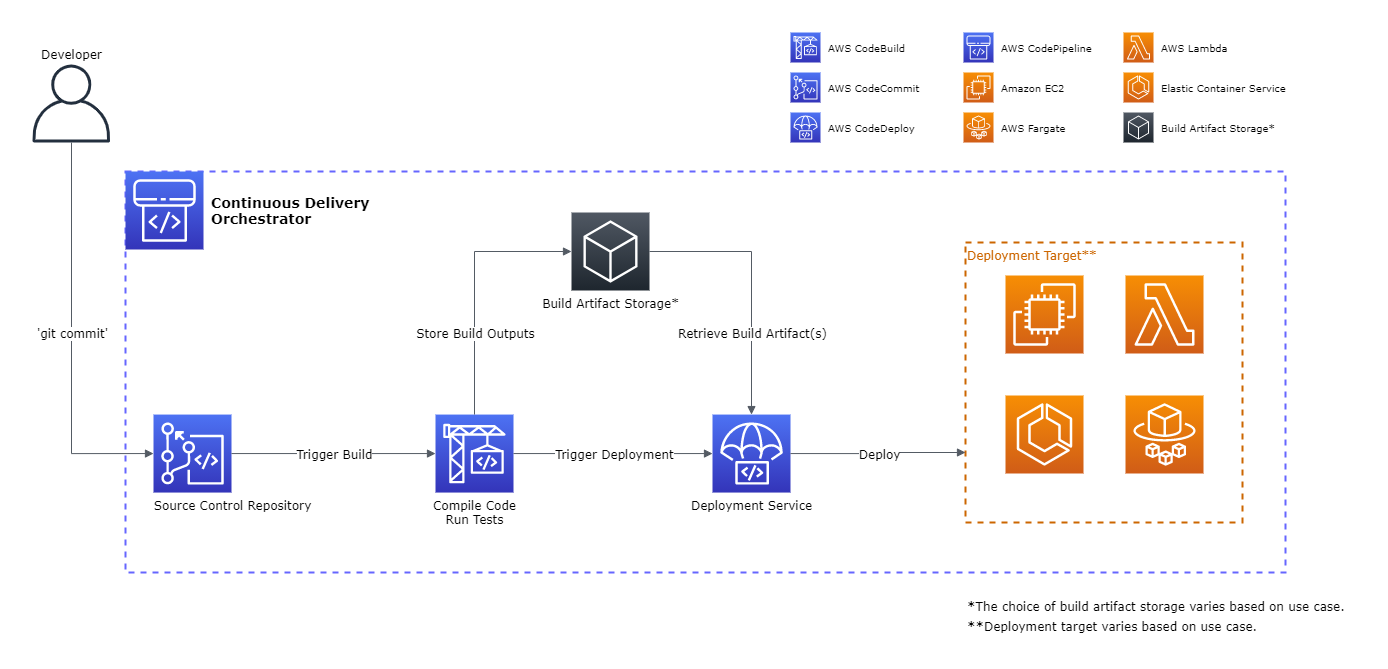 Developer
AWS CodeBuild
AWS CodePipeline
AWS Lambda
AWS CodeCommit
Amazon EC2
Elastic Container Service
AWS CodeDeploy
AWS Fargate
Build Artifact Storage*
Continuous Delivery
Orchestrator
Deployment Target**
Build Artifact Storage*
'git commit'
Store Build Outputs
Retrieve Build Artifact(s)
Trigger Build
Trigger Deployment
Deploy
Source Control Repository
Compile Code
Run Tests
Deployment Service
*The choice of build artifact storage varies based on use case.
**Deployment target varies based on use case.